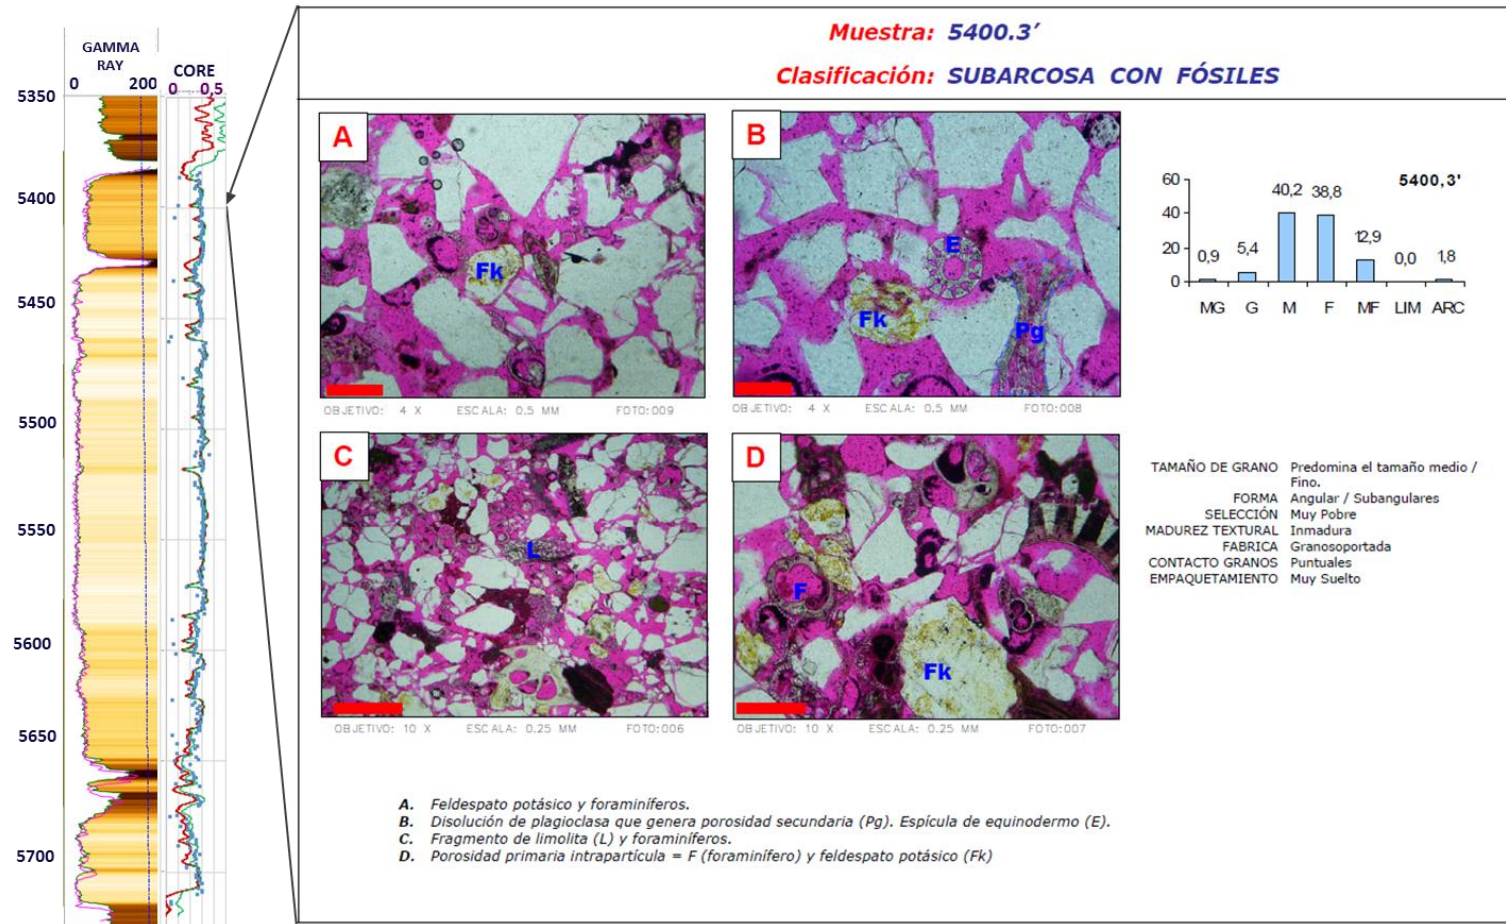 GAMMA
RAY
0 200
CORE
0 0,5
5350
5400
5450
5500
5550
5600
5650
5700
Muestra: 5400.3′
Clasificación: SUBARCOSA CON FÓSILES
A
Fk
OBJETIVO: 4 X ESCALA: 0.5 MM FOTO:009
B
E
Fk
Pg
OBJETIVO: 4 X ESCALA: 0.5 MM FOTO:008
C
L
OBJETIVO: 10 X ESCALA: 0.25 MM FOTO:006
D
F
Fk
OBJETIVO: 10 X ESCALA: 0.25 MM FOTO:007
5400,3'
60
40
20
0
0,9 5,4 40,2 38,8 12,9 0,0 1,8
MG G M F MF LIM ARC
TAMAÑO DE GRANO Predomina el tamaño medio /
Fino.
FORMA Angular / Subangulares
SELECCIÓN Muy Pobre
MADUREZ TEXTURAL Inmadura
FABRICA Granosoportada
CONTACTO GRANOS Puntuales
EMPAQUETAMIENTO Muy Suelto
A. Feldespato potásico y foraminíferos.
B. Disolución de plagioclasa que genera porosidad secundaria (Pg). Espícula de equinodermo (E).
C. Fragmento de limolita (L) y foraminíferos.
D. Porosidad primaria intrapartícula = F (foraminífero) y feldespato potásico (Fk)